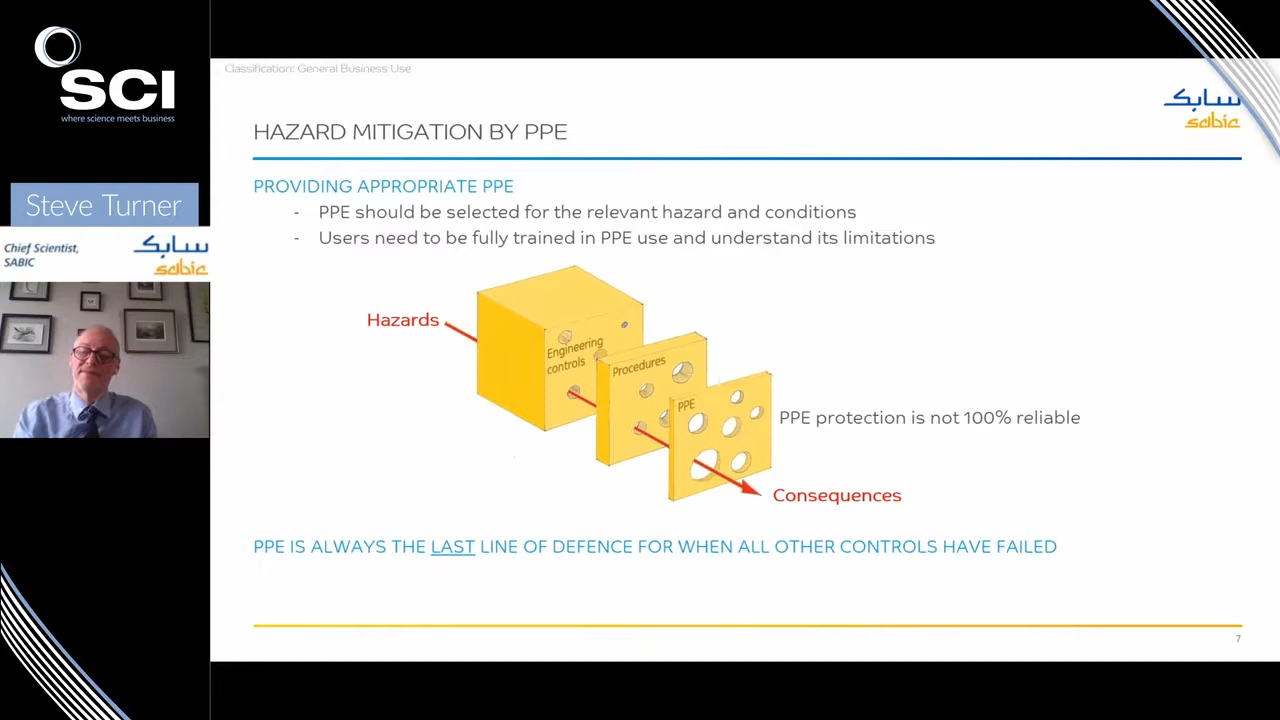 SCI
where science meets business
Steve Turner
Chief Scientist,
SABIC
سابك
sabic
Classification: General Business Use
سابك
sabic
HAZARD MITIGATION BY PPE
PROVIDING APPROPRIATE PPE
- PPE should be selected for the relevant hazard and conditions
- Users need to be fully trained in PPE use and understand its limitations
Hazards
Engineering
controls
Procedures
PPE
PPE protection is not 100% reliable
Consequences
PPE IS ALWAYS THE LAST LINE OF DEFENCE FOR WHEN ALL OTHER CONTROLS HAVE FAILED
7